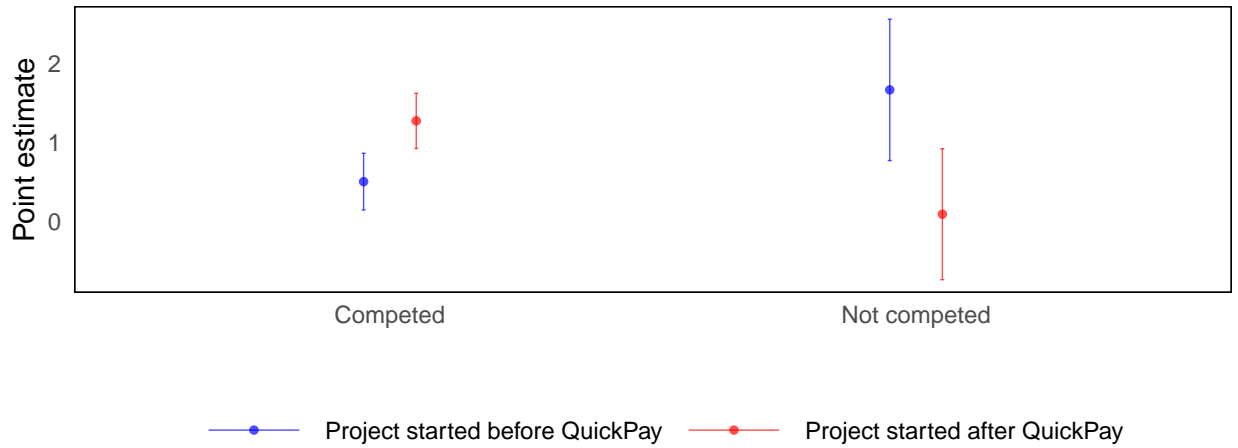 Point estimate
2
1
0
Competed
Not competed
Project started before QuickPay
Project started after QuickPay